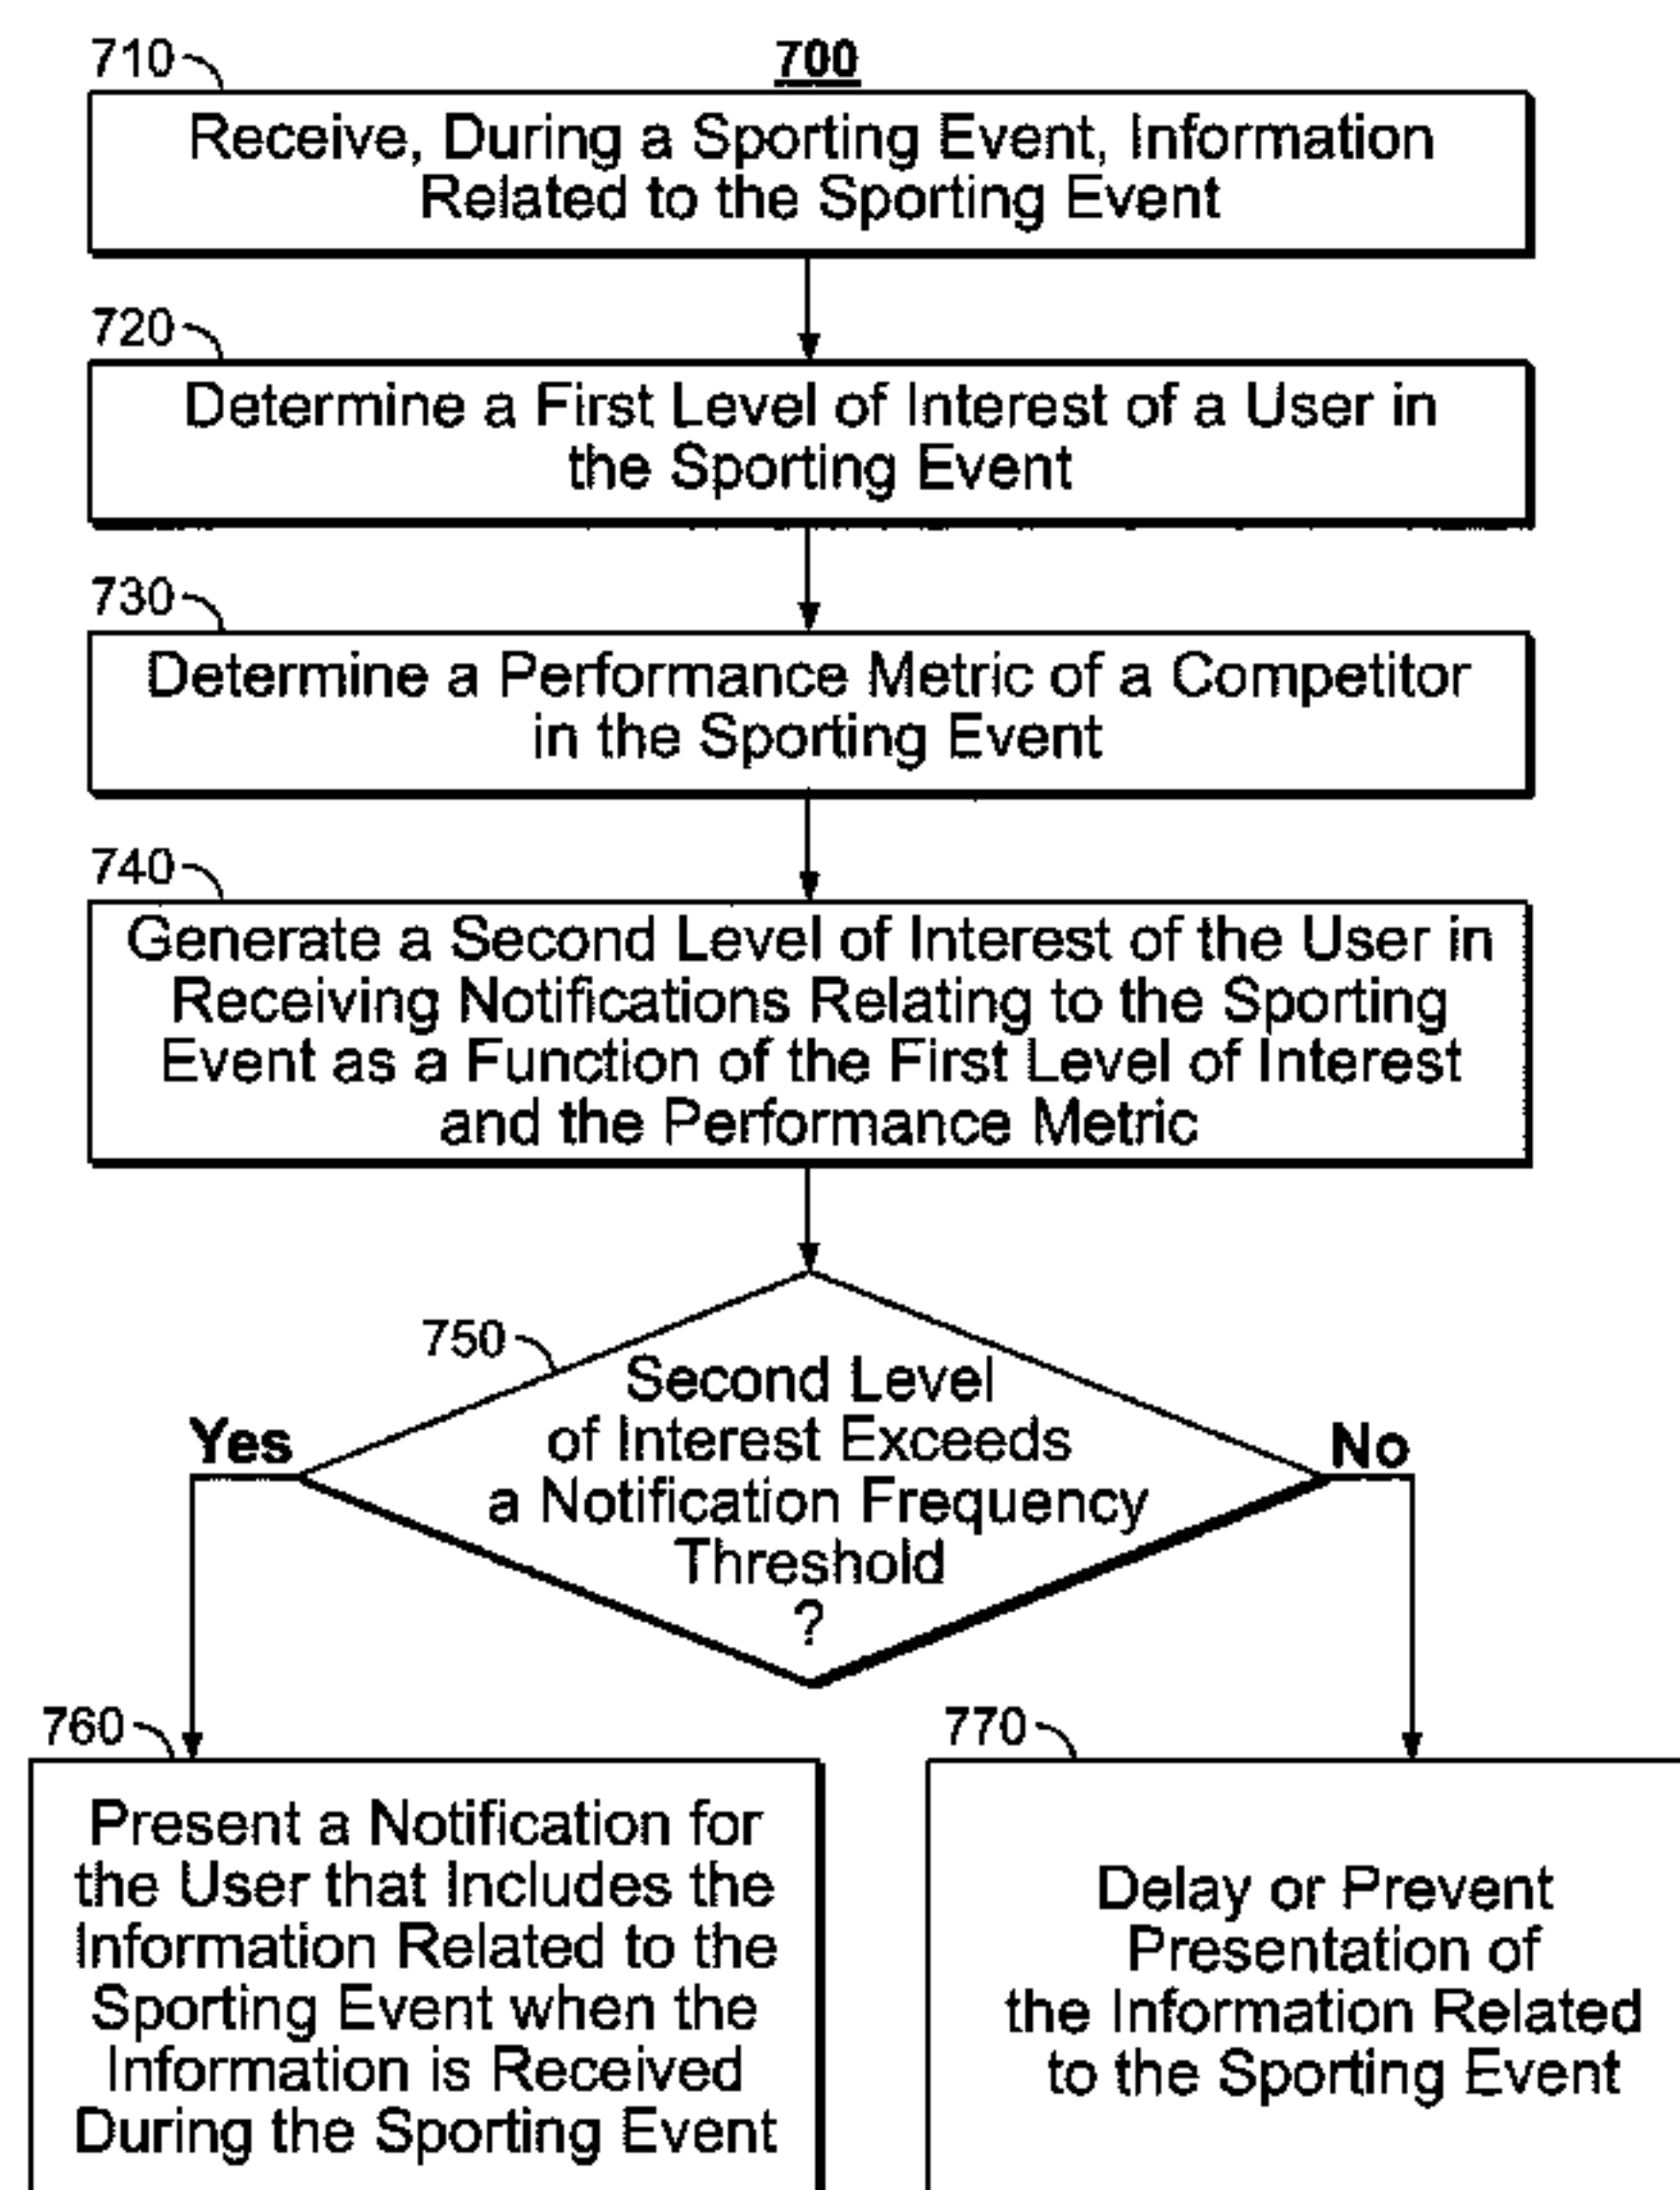 710
700
Receive, During a Sporting Event, Information
Related to the Sporting Event
720
Determine a First Level of Interest of a User in
the Sporting Event
730
Determine a Performance Metric of a Competitor
in the Sporting Event
740
Generate a Second Level of Interest of the User in
Receiving Notifications Relating to the Sporting
Event as a Function of the First Level of Interest
and the Performance Metric
750
Second Level
of Interest Exceeds
a Notification Frequency
Threshold
?
Yes
No
760
Present a Notification for
the User that Includes the
Information Related to the
Sporting Event when the
Information is Received
During the Sporting Event
770
Delay or Prevent
Presentation of
the Information Related
to the Sporting Event